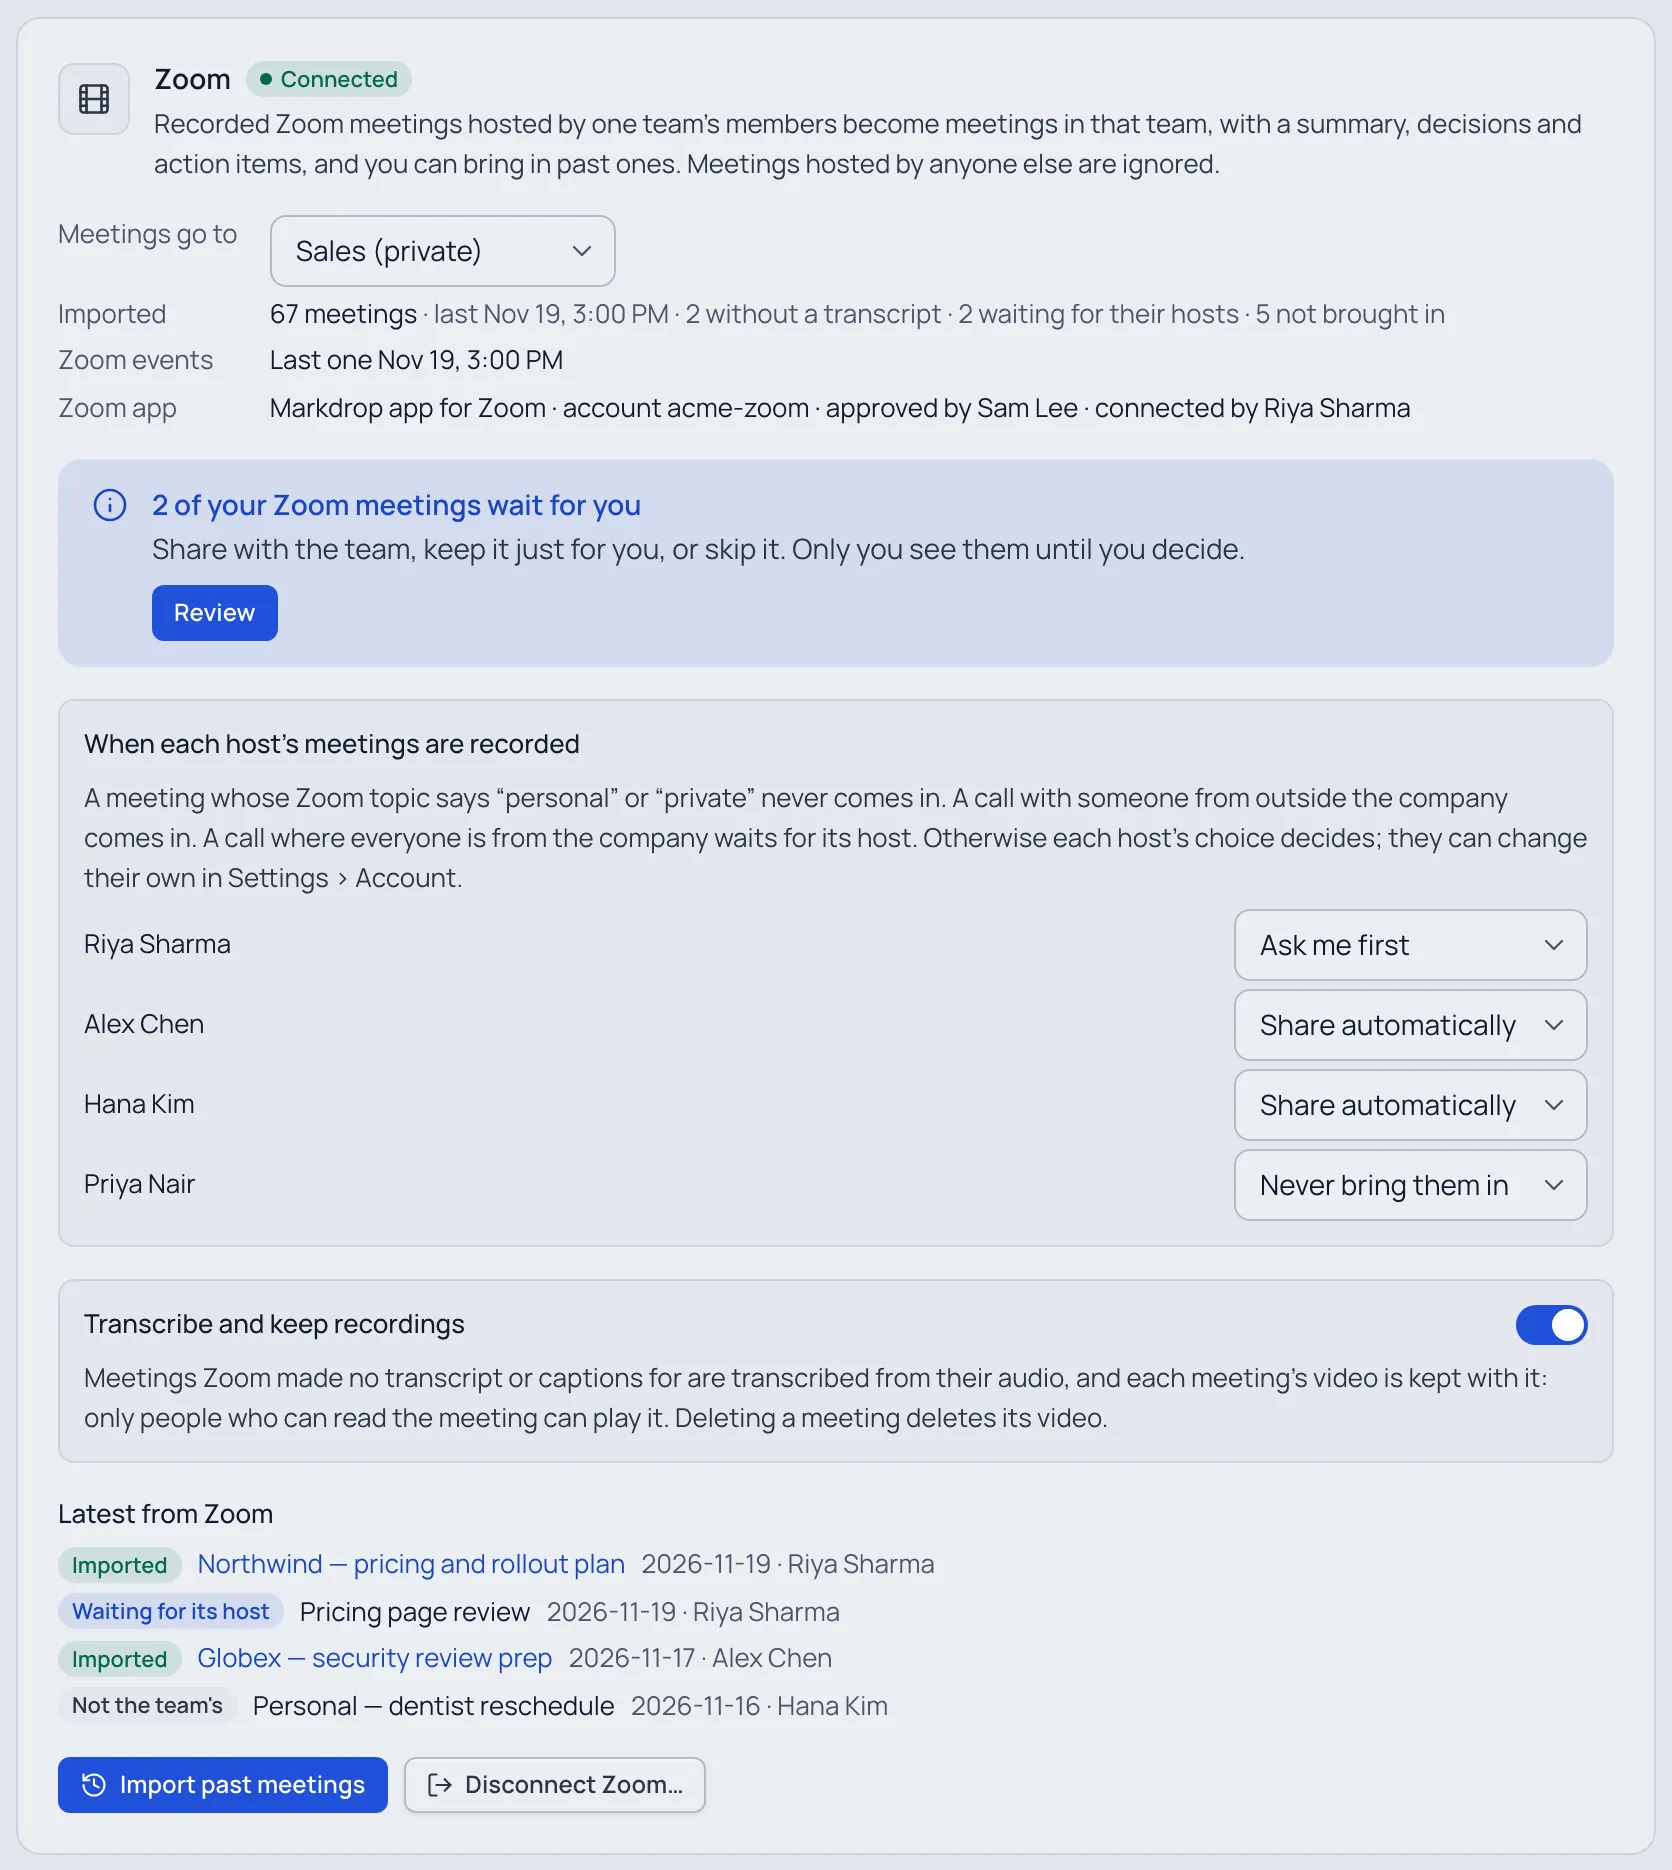 Zoom Connected
Recorded Zoom meetings hosted by one team’s members become meetings in that team, with a summary, decisions and
action items, and you can bring in past ones. Meetings hosted by anyone else are ignored.
Meetings go to Sales (private)
Imported 67 meetings · last Nov 19, 3:00 PM · 2 without a transcript · 2 waiting for their hosts · 5 not brought in
Zoom events Last one Nov 19, 3:00 PM
Zoom app Markdrop app for Zoom · account acme-zoom · approved by Sam Lee · connected by Riya Sharma
2 of your Zoom meetings wait for you
Share with the team, keep it just for you, or skip it. Only you see them until you decide.
Review
When each host’s meetings are recorded
A meeting whose Zoom topic says “personal” or “private” never comes in. A call with someone from outside the company
comes in. A call where everyone is from the company waits for its host. Otherwise each host’s choice decides; they can change
their own in Settings › Account.
Riya Sharma Ask me first
Alex Chen Share automatically
Hana Kim Share automatically
Priya Nair Never bring them in
Transcribe and keep recordings
Meetings Zoom made no transcript or captions for are transcribed from their audio, and each meeting’s video is kept with it:
only people who can read the meeting can play it. Deleting a meeting deletes its video.
Latest from Zoom
Imported Northwind — pricing and rollout plan 2026-11-19 · Riya Sharma
Waiting for its host Pricing page review 2026-11-19 · Riya Sharma
Imported Globex — security review prep 2026-11-17 · Alex Chen
Not the team's Personal — dentist reschedule 2026-11-16 · Hana Kim
Import past meetings Disconnect Zoom…